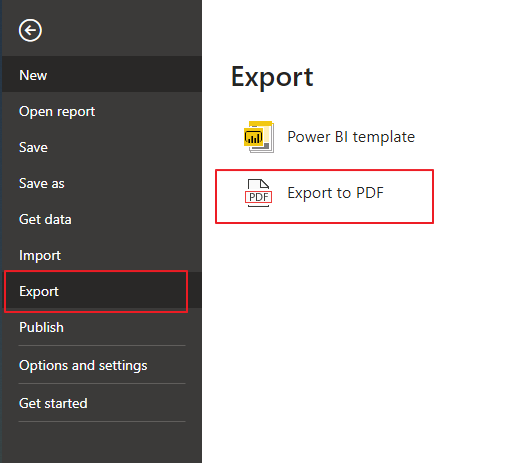 New
Open report
Save
Save as
Get data
Import
Export
Publish
Options and settings
Get started
Export
Power BI template
PDF
Export to PDF